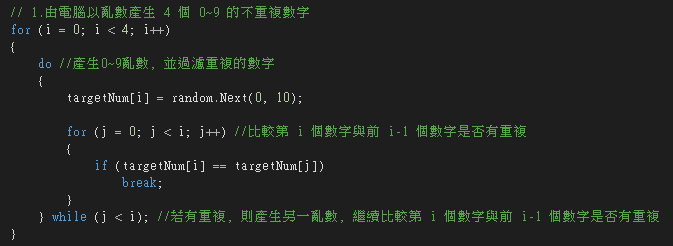 // 1.由電腦以亂數產生 4 個 0~9 的不重複數字
for (i = 0; i < 4; i++)
{
do //產生0~9亂數, 並過濾重複的數字
{
targetNum[i] = random.Next(0, 10);
for (j = 0; j < i; j++) //比較第 i 個數字與前 i-1 個數字是否有重複
{
if (targetNum[i] == targetNum[j])
break;
}
} while (j < i); //若有重複, 則產生另一亂數, 繼續比較第 i 個數字與前 i-1 個數字是否有重複
}